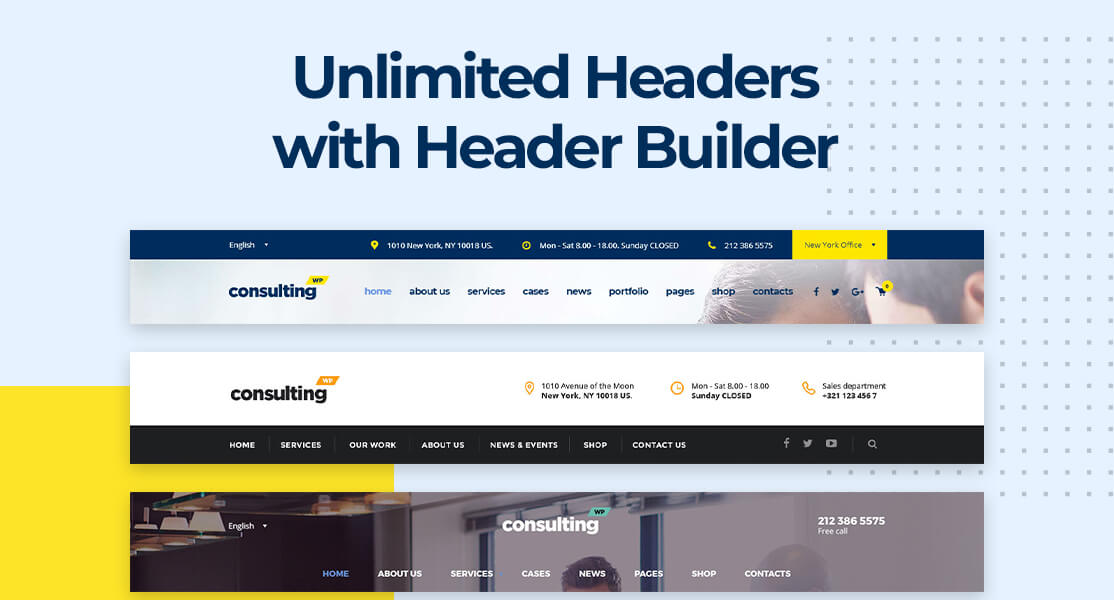 Unlimited Headers
with Header Builder
English
1010 New York, NY 10018 US.
Mon - Sat 8.00 - 18.00. Sunday CLOSED
212 386 5575
New York Office
consulting WP
home about us services cases news portfolio pages shop contacts
0
consulting WP
1010 Avenue of the Moon
New York, NY 10018 US.
Mon - Sat 8.00 - 18.00
Sunday CLOSED
Sales department
+321 123 456 7
HOME SERVICES OUR WORK ABOUT US NEWS & EVENTS SHOP CONTACT US
English
consulting WP
212 386 5575
Free call
HOME ABOUT US SERVICES CASES NEWS PAGES SHOP CONTACTS